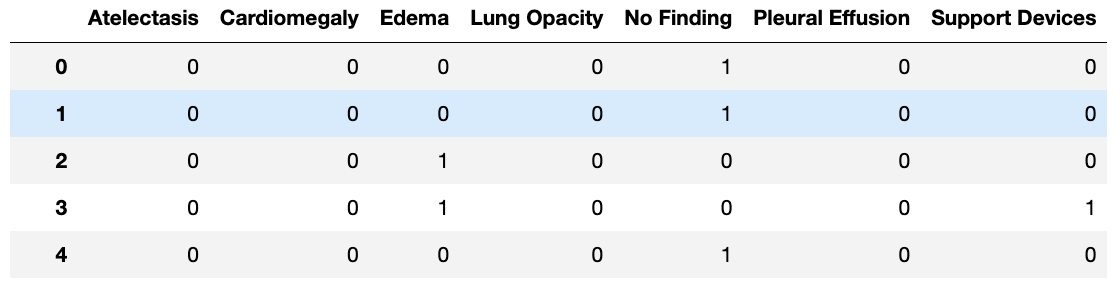 Atelectasis Cardiomegaly Edema Lung Opacity No Finding Pleural Effusion Support Devices
0 0 0 0 0 1 0 0
1 0 0 0 0 1 0 0
2 0 0 1 0 0 0 0
3 0 0 1 0 0 0 1
4 0 0 0 0 1 0 0